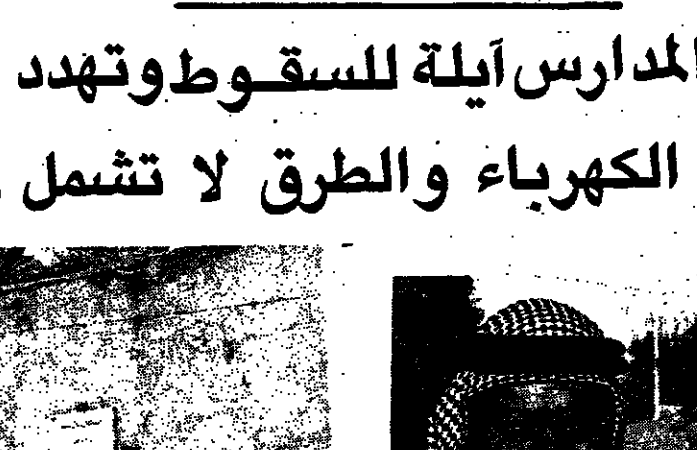 المدارس آيلة للسقوط وتهدد
الكهرباء والطرق لا تشمل